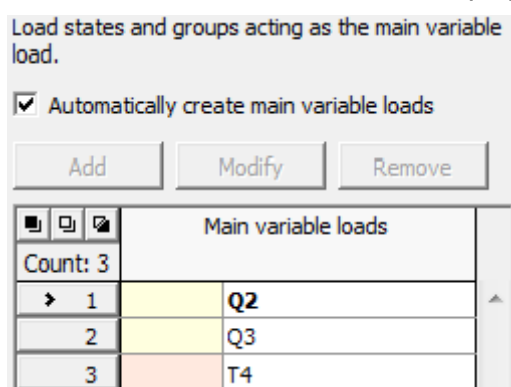 Load states and groups acting as the main variable
load.
Automatically create main variable loads
Add Modify Remove
Main variable loads
Count: 3
1 Q2
2 Q3
3 T4